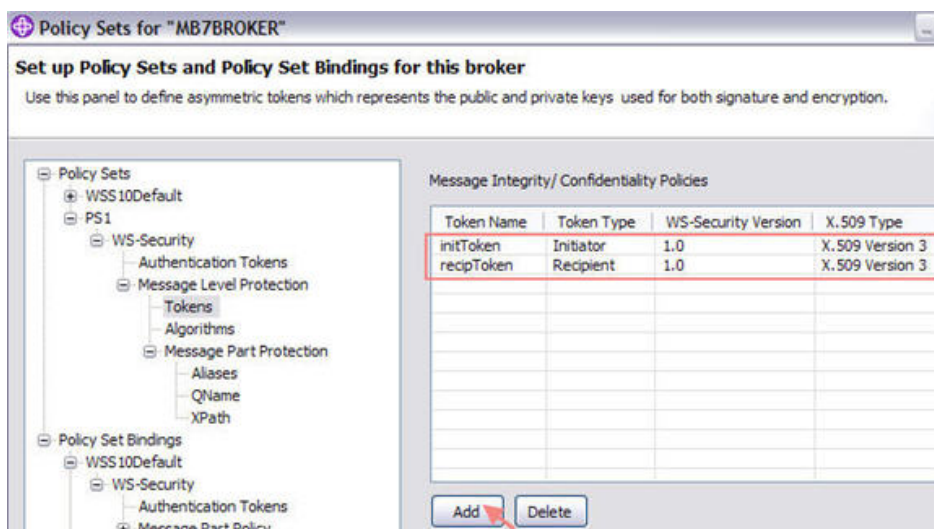 Policy Sets for "MB7BROKER"
Set up Policy Sets and Policy Set Bindings for this broker
Use this panel to define asymmetric tokens which represents the public and private keys used for both signature and encryption.
Policy Sets
WSS10Default
PS1
WS-Security
Authentication Tokens
Message Level Protection
Tokens
Algorithms
Message Part Protection
Aliases
QName
XPath
Policy Set Bindings
WSS10Default
WS-Security
Authentication Tokens
Message Part Policy
Message Integrity/ Confidentiality Policies
Token Name Token Type WS-Security Version X.509 Type
initToken Initiator 1.0 X.509 Version 3
recipToken Recipient 1.0 X.509 Version 3
Add Delete